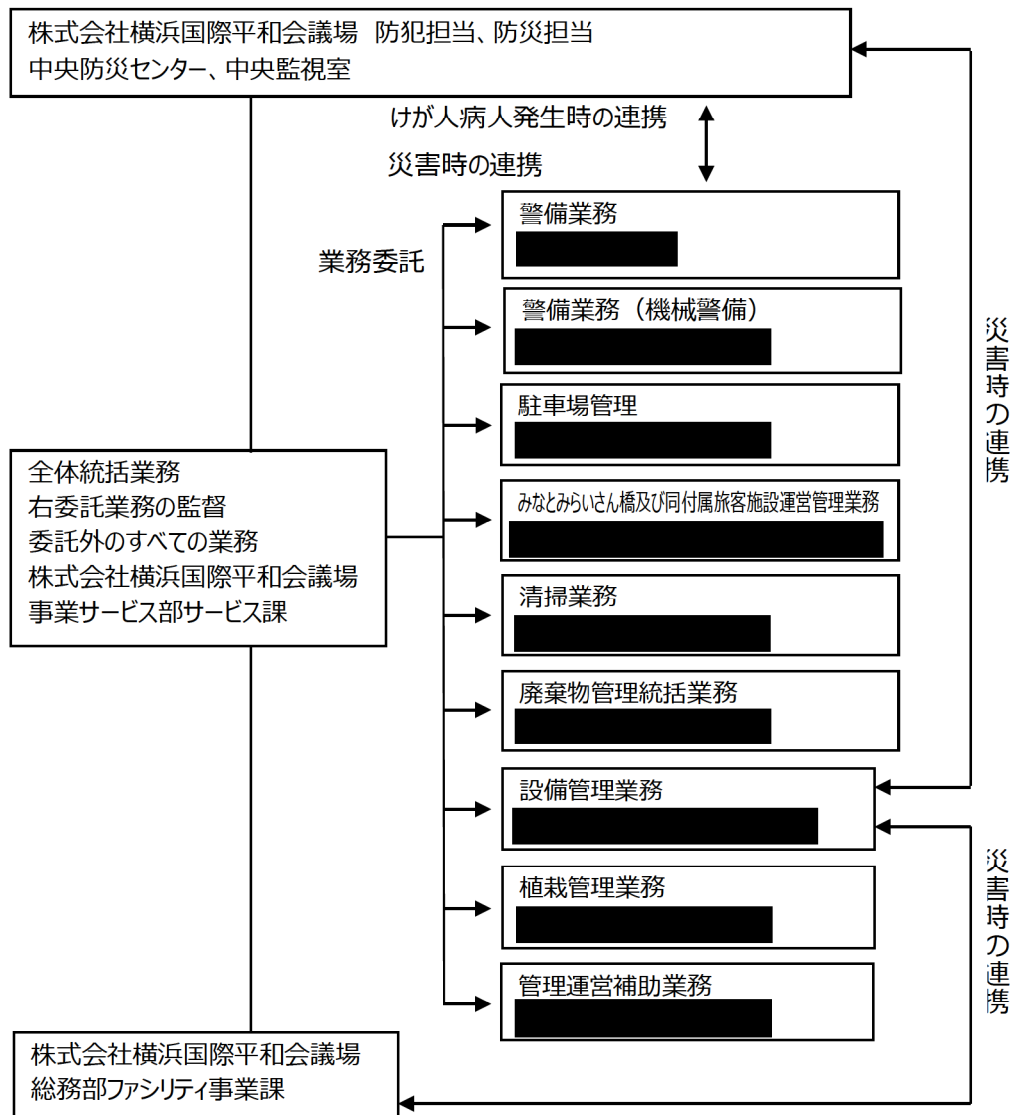 株式会社横浜国際平和会議場 防犯担当、防災担当
中央防災センター、中央監視室
けが人病人発生時の連携
災害時の連携
業務委託
警備業務
警備業務（機械警備）
駐車場管理
みなとみらいさん橋及び同付属旅客施設運営管理業務
清掃業務
廃棄物管理統括業務
設備管理業務
植栽管理業務
管理運営補助業務
全体統括業務
右委託業務の監督
委託外のすべての業務
株式会社横浜国際平和会議場
事業サービス部サービス課
災害時の連携
災害時の連携
株式会社横浜国際平和会議場
総務部ファシリティ事業課